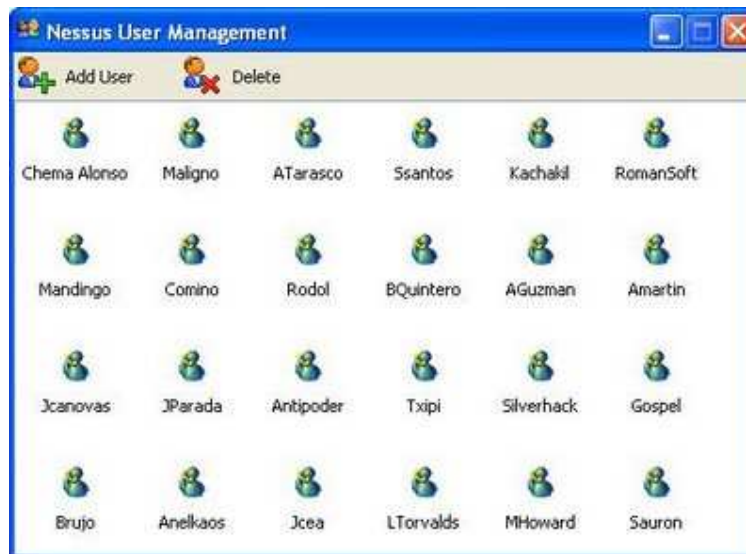 Nessus User Management
Add User Delete
Chema Alonso Maligno ATarasco Ssantos Kachakil RomanSoft
Mandingo Comino Rodol BQuintero AGuzman Amartin
Jcanovas JParada Antipoder Txipi Silverhack Gospel
Brujo Anelkaos Jcea LTorvalds MHoward Sauron